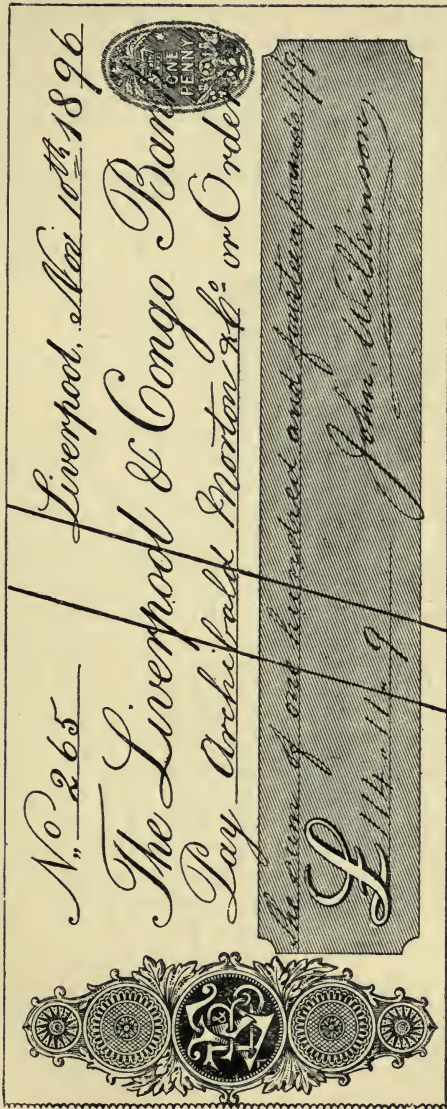 No 265 Liverpool, Nov 10th 1896
ONE PENNY
The Liverpool & Congo Bank
Pay Archibald Morton & Co or Order
The sum of one hundred and fourteen pounds 11/9
£114.11.9
John Wilkinson.